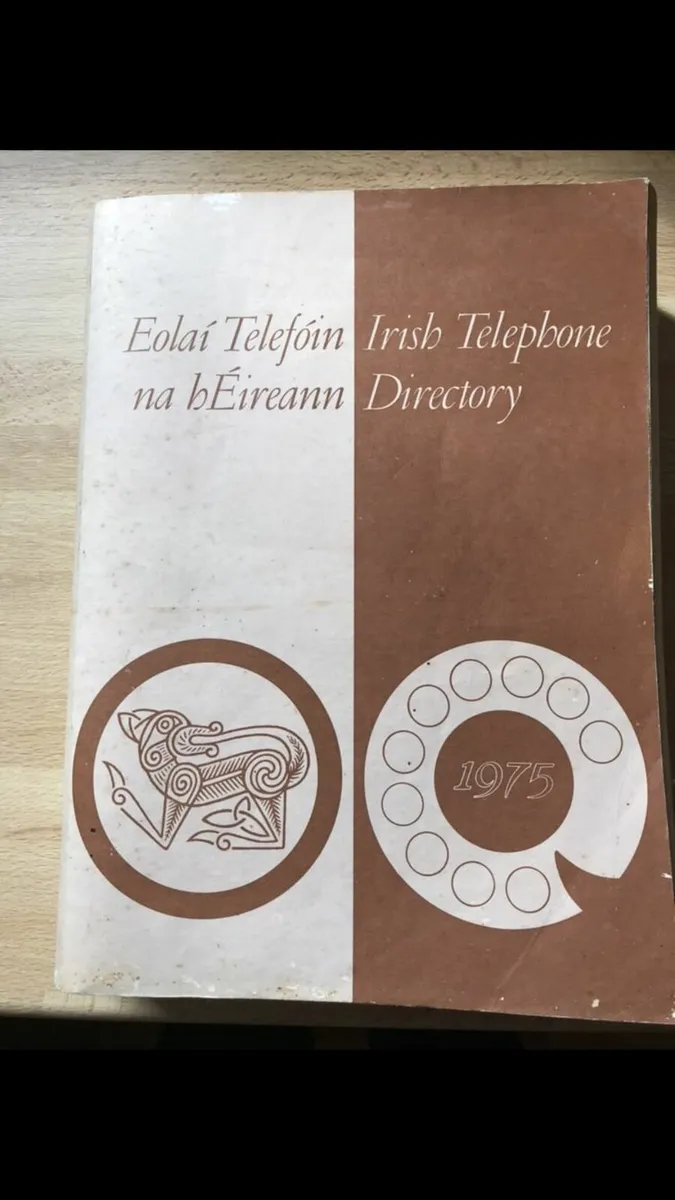 Eolaí Telefóin
na hÉireann
Irish Telephone
Directory
1975